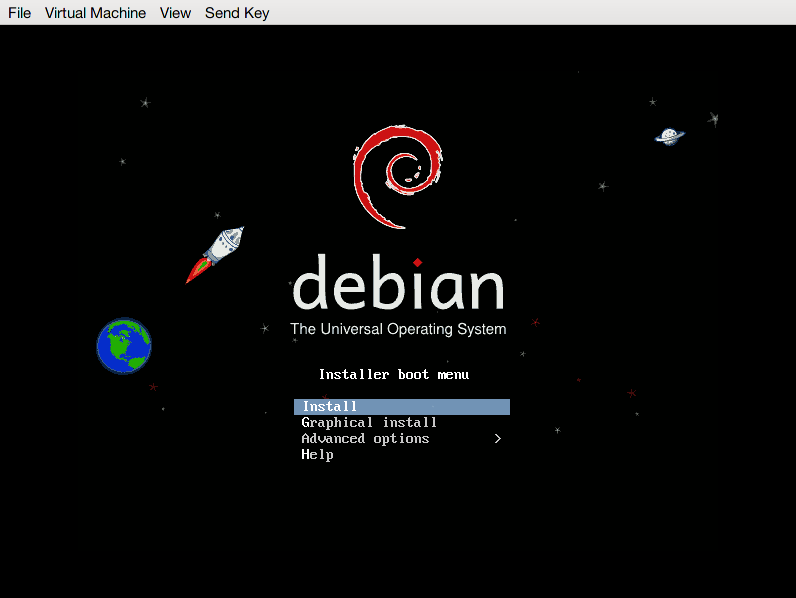 File Virtual Machine View Send Key
debian
The Universal Operating System
Installer boot menu
Install
Graphical install
Advanced options >
Help